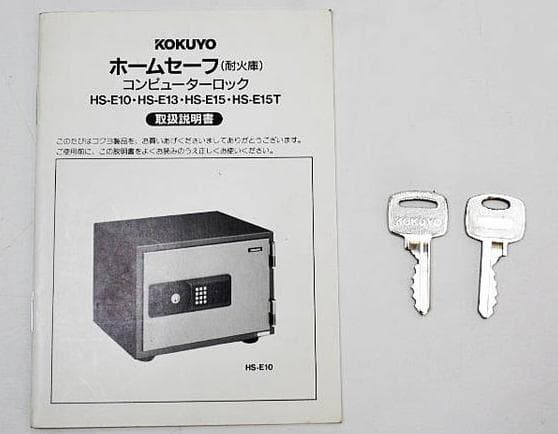 KOKUYO
ホームセーフ(耐火庫)
コンピューターロック
HS-E10・HS-E13・HS-E15・HS-E15T
取扱説明書
このたびはコクヨ製品を、お買いあげくださいましてありがとうございます。
ご使用前に、この説明書をよくお読みのうえ正しくお使いください。
HS-E10
KOKUYO